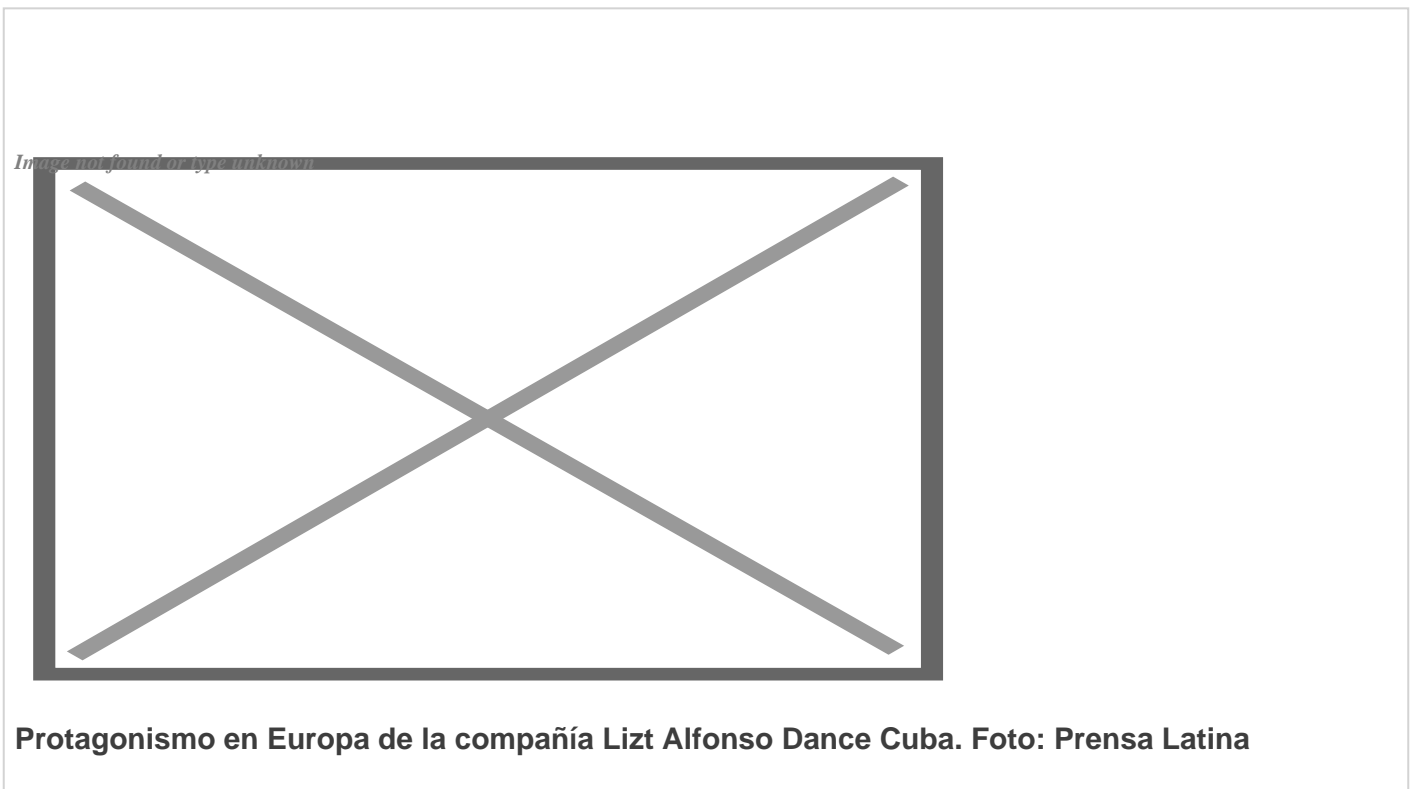 Image not found or type unknown
Protagonismo en Europa de la compañía Lizt Alfonso Dance Cuba. Foto: Prensa Latina